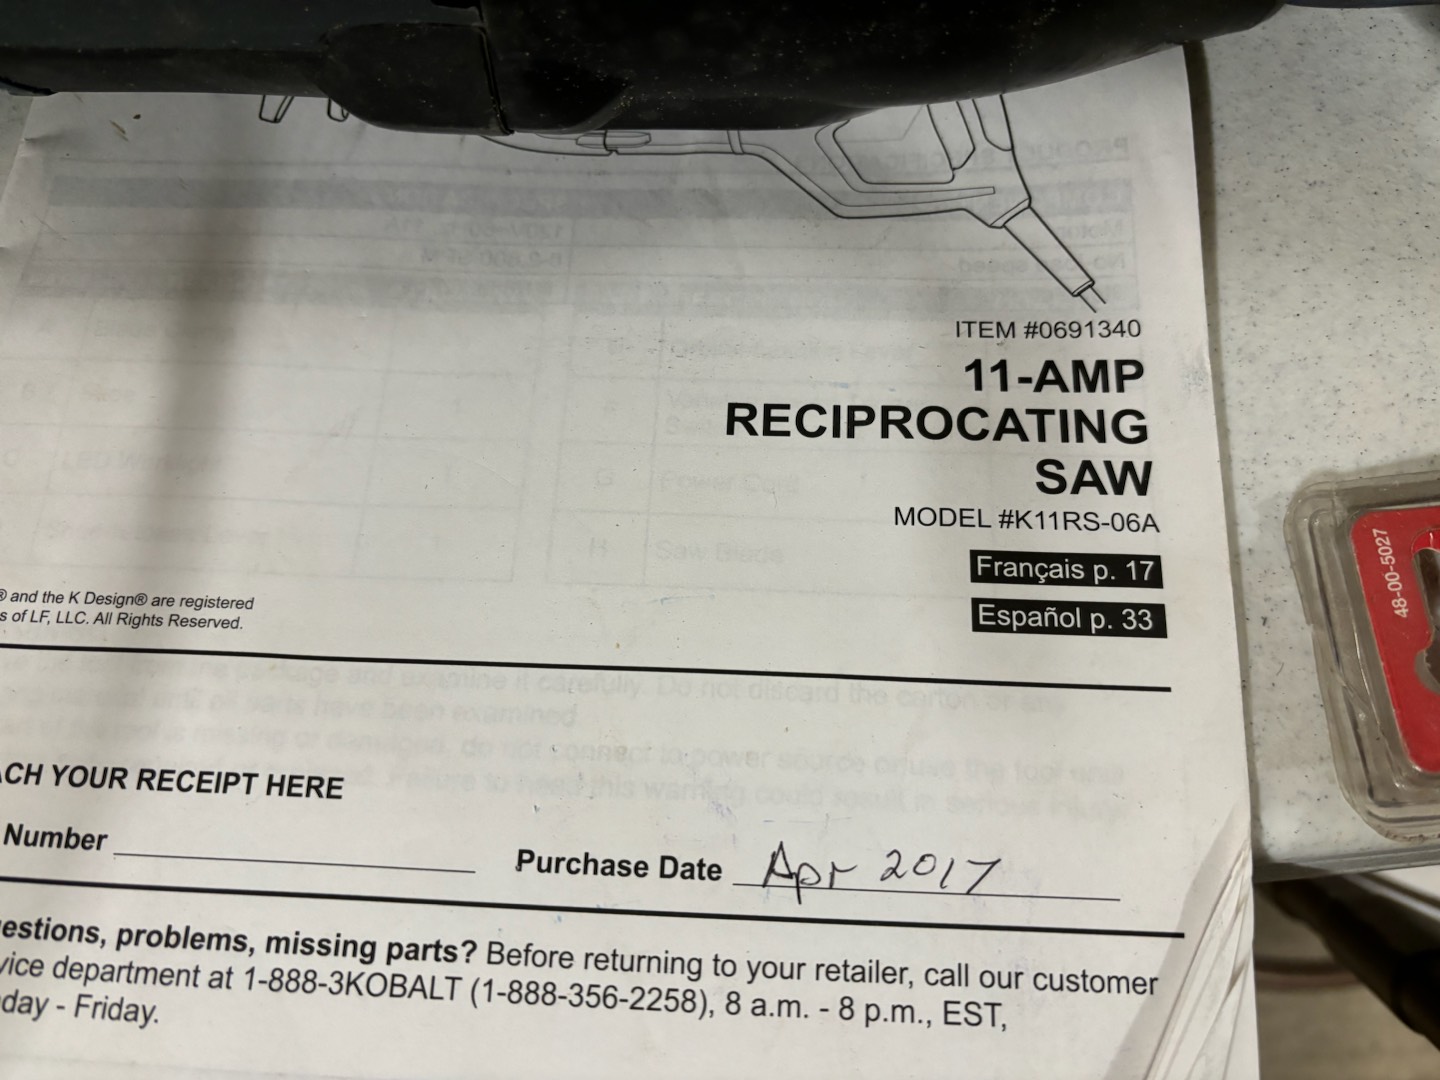 ITEM #0691340
11-AMP
RECIPROCATING
SAW
MODEL #K11RS-06A
Français p. 17
Español p. 33
® and the K Design® are registered
s of LF, LLC. All Rights Reserved.
ACH YOUR RECEIPT HERE
Number
Purchase Date Apr 2017
estions, problems, missing parts? Before returning to your retailer, call our customer
vice department at 1-888-3KOBALT (1-888-356-2258), 8 a.m. - 8 p.m., EST,
day - Friday.
48-00-5027